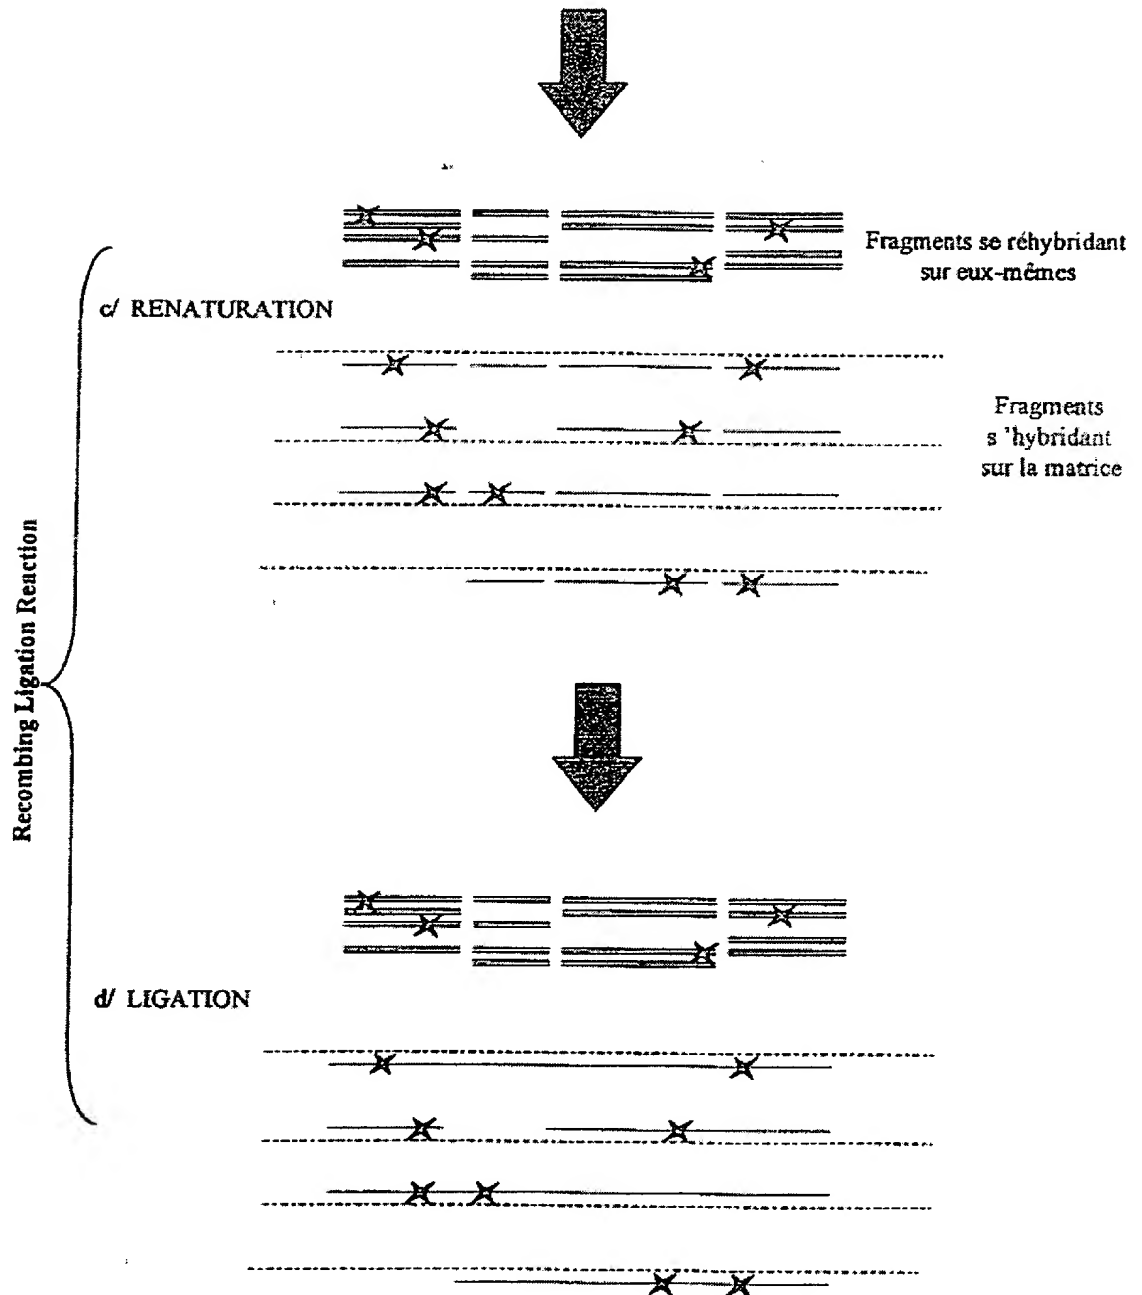 Fragments se réhybridant
sur eux-mêmes
c/ RENATURATION
Fragments
s 'hybridant
sur la matrice
Recombing Ligation Reaction
d/ LIGATION